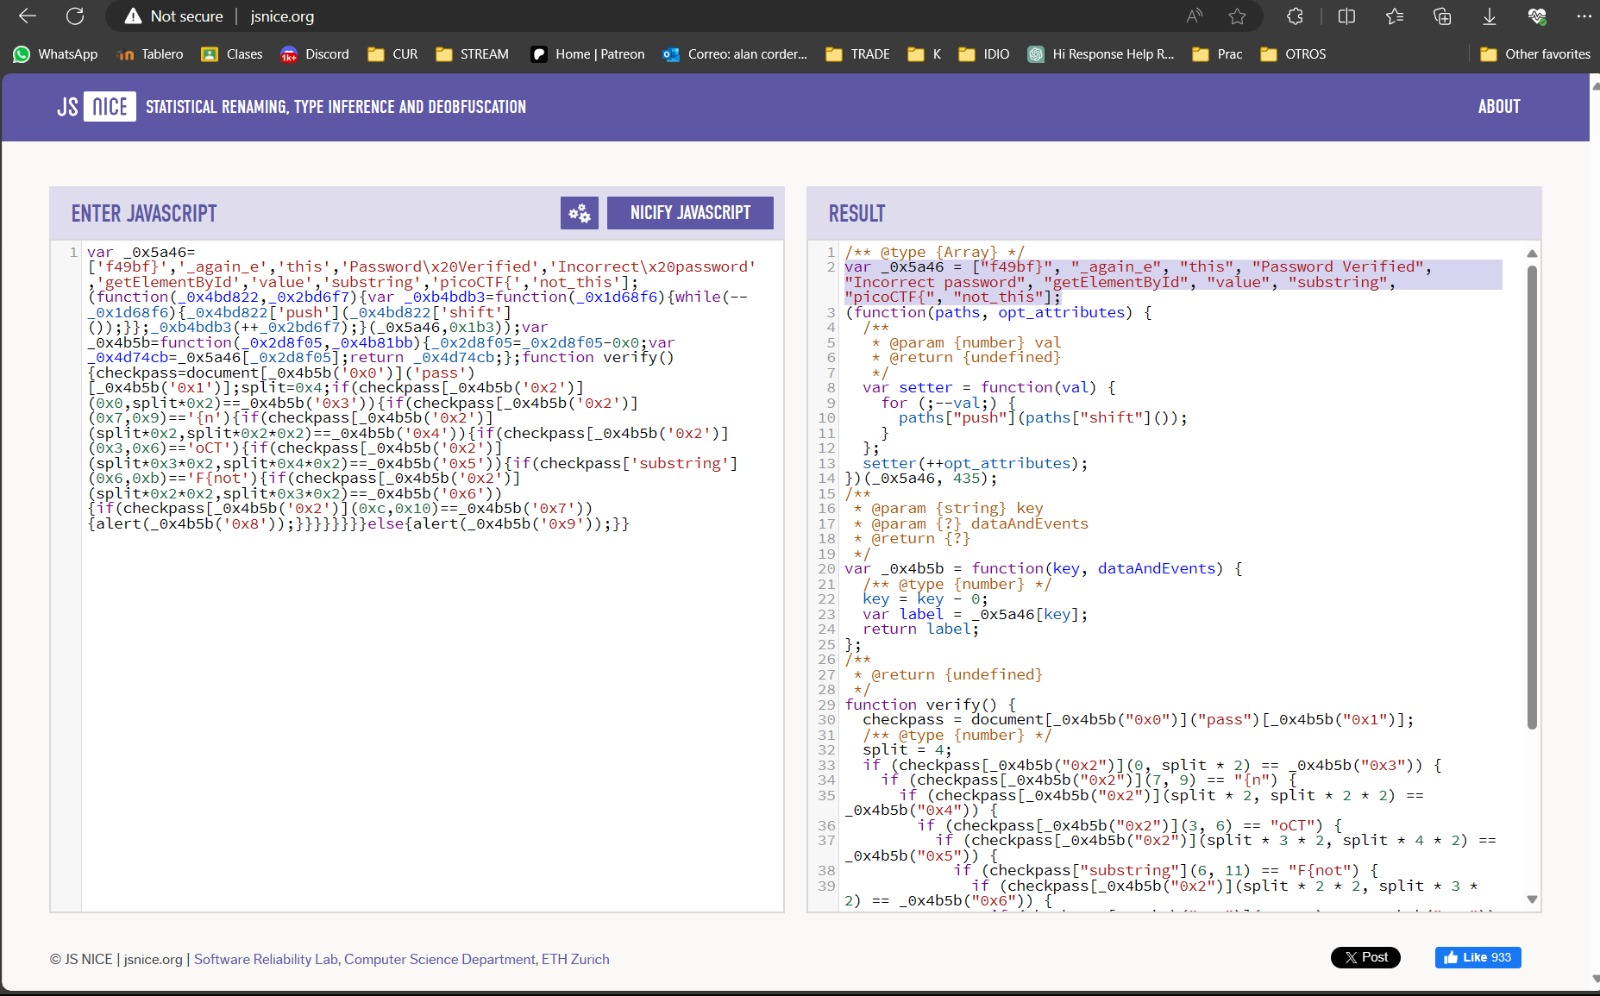 Not secure | jsnice.org
WhatsApp Tablero Clases Discord CUR STREAM Home | Patreon Correo: alan corder... TRADE K IDIO Hi Response Help R... Prac OTROS Other favorites
JS NICE STATISTICAL RENAMING, TYPE INFERENCE AND DEOBFUSCATION ABOUT
ENTER JAVASCRIPT NICIFY JAVASCRIPT
1 var _0x5a46=
['f49bf}','_again_e','this','Password\x20Verified','Incorrect\x20password'
,'getElementById','value','substring','picoCTF{','not_this'];
(function(_0x4bd822,_0x2bd6f7){var _0xb4bdb3=function(_0x1d68f6){while(--
_0x1d68f6){_0x4bd822['push'](_0x4bd822['shift']
());}};_0xb4bdb3(++_0x2bd6f7);}(_0x5a46,0x1b3));var
_0x4b5b=function(_0x2d8f05,_0x4b81bb){_0x2d8f05=_0x2d8f05-0x0;var
_0x4d74cb=_0x5a46[_0x2d8f05];return _0x4d74cb;};function verify()
{checkpass=document[_0x4b5b('0x0')]('pass')
[_0x4b5b('0x1')];split=0x4;if(checkpass[_0x4b5b('0x2')]
(0x0,split*0x2)==_0x4b5b('0x3')){if(checkpass[_0x4b5b('0x2')]
(0x7,0x9)=='{n'){if(checkpass[_0x4b5b('0x2')]
(split*0x2,split*0x2*0x2)==_0x4b5b('0x4')){if(checkpass[_0x4b5b('0x2')]
(0x3,0x6)=='oCT'){if(checkpass[_0x4b5b('0x2')]
(split*0x3*0x2,split*0x4*0x2)==_0x4b5b('0x5')){if(checkpass['substring']
(0x6,0xb)=='F{not'){if(checkpass[_0x4b5b('0x2')]
(split*0x2*0x2,split*0x3*0x2)==_0x4b5b('0x6'))
{if(checkpass[_0x4b5b('0x2')](0xc,0x10)==_0x4b5b('0x7'))
{alert(_0x4b5b('0x8'));}}}}}}}}else{alert(_0x4b5b('0x9'));}}
RESULT
1 /** @type {Array} */
2 var _0x5a46 = ["f49bf}", "_again_e", "this", "Password Verified",
"Incorrect password", "getElementById", "value", "substring",
"picoCTF{", "not_this"];
3 (function(paths, opt_attributes) {
4 /**
5 * @param {number} val
6 * @return {undefined}
7 */
8 var setter = function(val) {
9 for (;--val;) {
10 paths["push"](paths["shift"]());
11 }
12 };
13 setter(++opt_attributes);
14 })(_0x5a46, 435);
15 /**
16 * @param {string} key
17 * @param {?} dataAndEvents
18 * @return {?}
19 */
20 var _0x4b5b = function(key, dataAndEvents) {
21 /** @type {number} */
22 key = key - 0;
23 var label = _0x5a46[key];
24 return label;
25 };
26 /**
27 * @return {undefined}
28 */
29 function verify() {
30 checkpass = document[_0x4b5b("0x0")]("pass")[_0x4b5b("0x1")];
31 /** @type {number} */
32 split = 4;
33 if (checkpass[_0x4b5b("0x2")](0, split * 2) == _0x4b5b("0x3")) {
34 if (checkpass[_0x4b5b("0x2")](7, 9) == "{n") {
35 if (checkpass[_0x4b5b("0x2")](split * 2, split * 2 * 2) ==
_0x4b5b("0x4")) {
36 if (checkpass[_0x4b5b("0x2")](3, 6) == "oCT") {
37 if (checkpass[_0x4b5b("0x2")](split * 3 * 2, split * 4 * 2) ==
_0x4b5b("0x5")) {
38 if (checkpass["substring"](6, 11) == "F{not") {
39 if (checkpass[_0x4b5b("0x2")](split * 2 * 2, split * 3 *
2) == _0x4b5b("0x6")) {
© JS NICE | jsnice.org | Software Reliability Lab, Computer Science Department, ETH Zurich
X Post Like 933